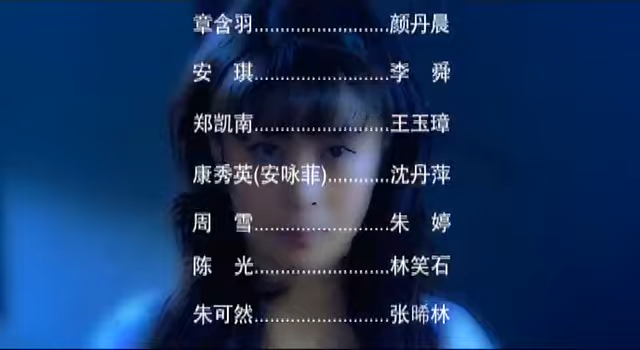 章含羽..............................颜丹晨
安　琪..............................李　舜
郑凯南..............................王玉璋
康秀英(安咏菲)............沈丹萍
周　雪..............................朱　婷
陈　光..............................林笑石
朱可然..............................张晞林